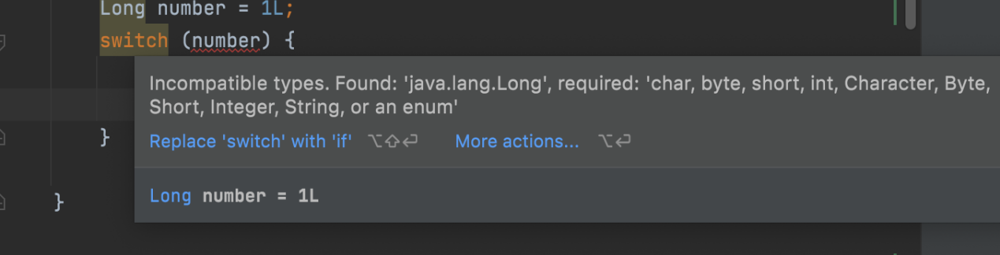 Long number = 1L;
switch (number) {
Incompatible types. Found: 'java.lang.Long', required: 'char, byte, short, int, Character, Byte,
Short, Integer, String, or an enum'
Replace 'switch' with 'if' ⌥⇧⏎ More actions... ⌥⏎
}
Long number = 1L
}